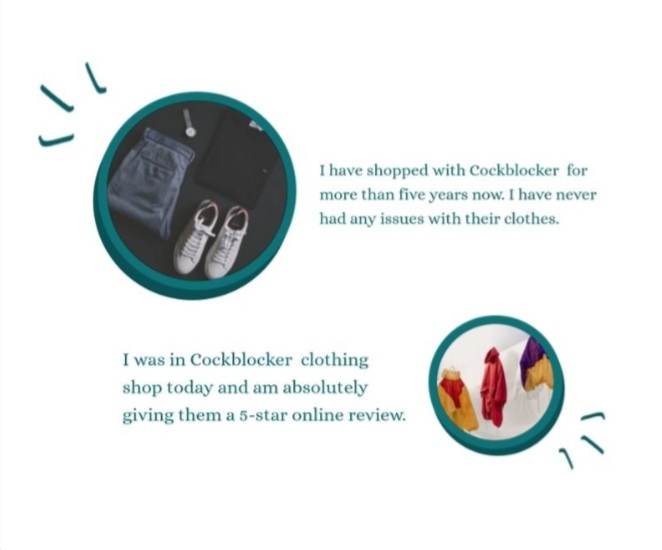 I have shopped with Cockblocker for
more than five years now. I have never
had any issues with their clothes.
I was in Cockblocker clothing
shop today and am absolutely
giving them a 5-star online review.